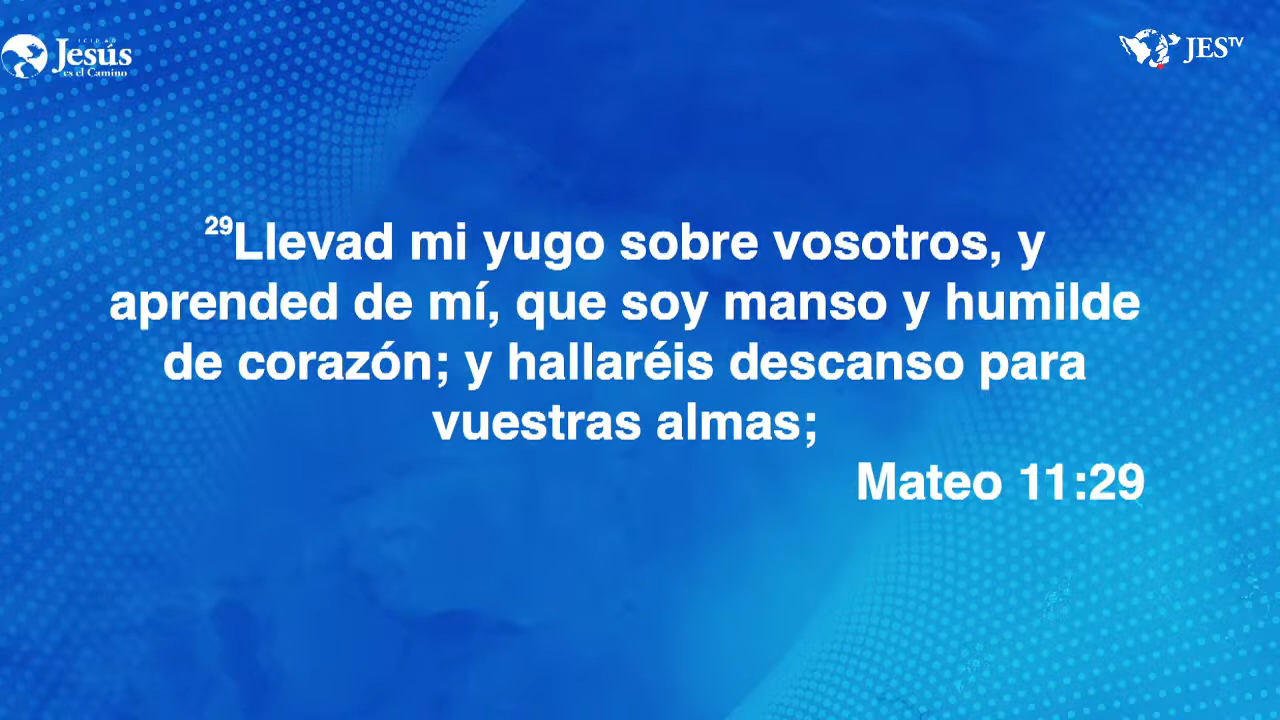 Jesús
es el Camino
JESTV
29Llevad mi yugo sobre vosotros, y
aprended de mí, que soy manso y humilde
de corazón; y hallaréis descanso para
vuestras almas;
Mateo 11:29